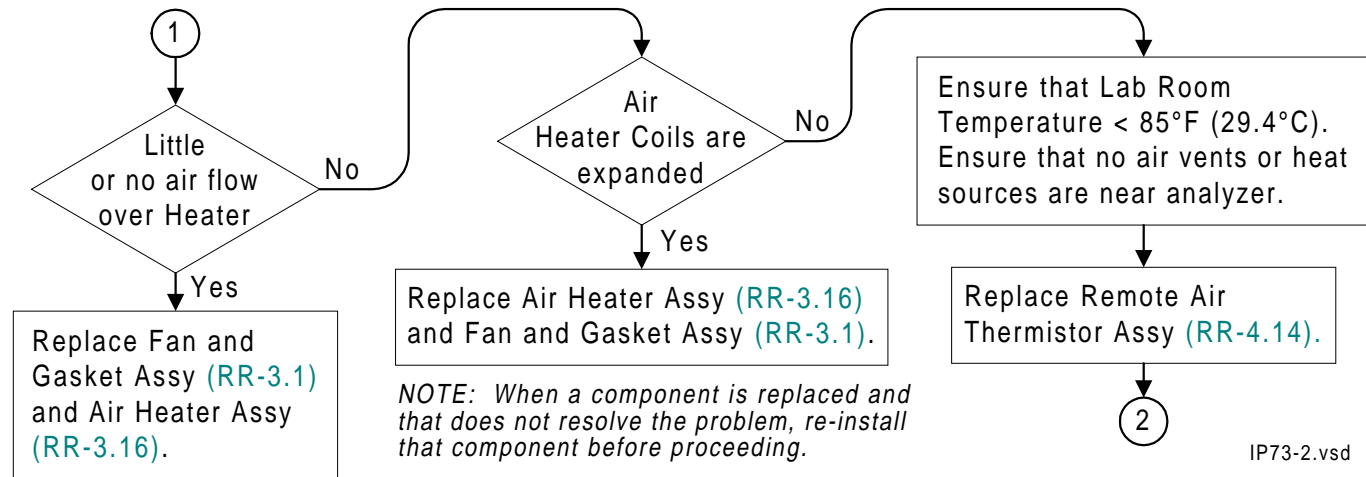 1
Little
or no air flow
over Heater
No
Yes
Replace Fan and
Gasket Assy (RR-3.1)
and Air Heater Assy
(RR-3.16).
Air
Heater Coils are
expanded
No
Yes
Replace Air Heater Assy (RR-3.16)
and Fan and Gasket Assy (RR-3.1).
NOTE: When a component is replaced and
that does not resolve the problem, re-install
that component before proceeding.
Ensure that Lab Room
Temperature < 85°F (29.4°C).
Ensure that no air vents or heat
sources are near analyzer.
Replace Remote Air
Thermistor Assy (RR-4.14).
2
IP73-2.vsd